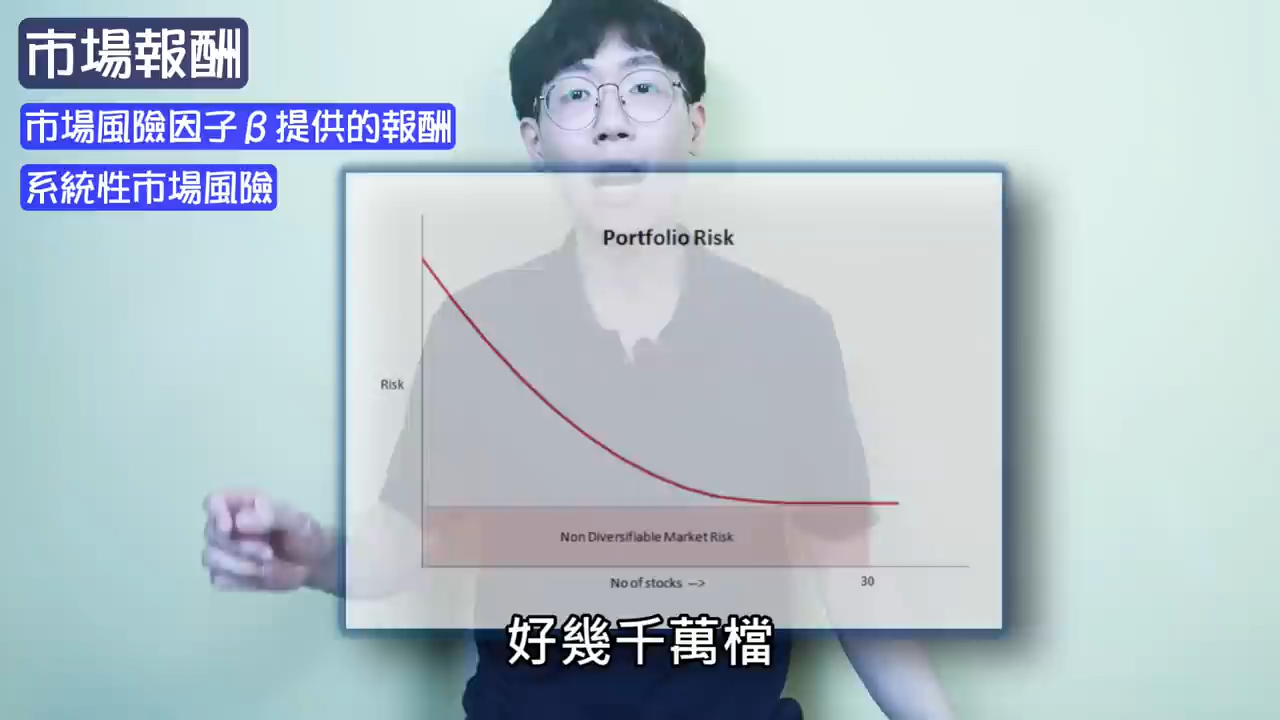 市場報酬
市場風險因子β提供的報酬
系統性市場風險
Portfolio Risk
Risk
Non Diversifiable Market Risk
No of stocks -->
30
好幾千萬檔